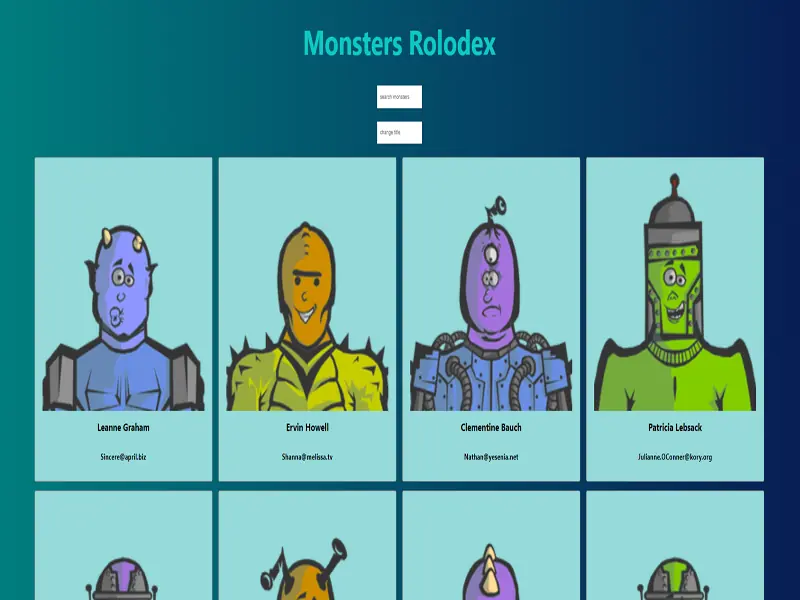 Monsters Rolodex
search monsters
change title
Leanne Graham
Ervin Howell
Clementine Bauch
Patricia Lebsack
Sincere@april.biz
Shanna@melissa.tv
Nathan@yesenia.net
Julianne.OConner@kory.org